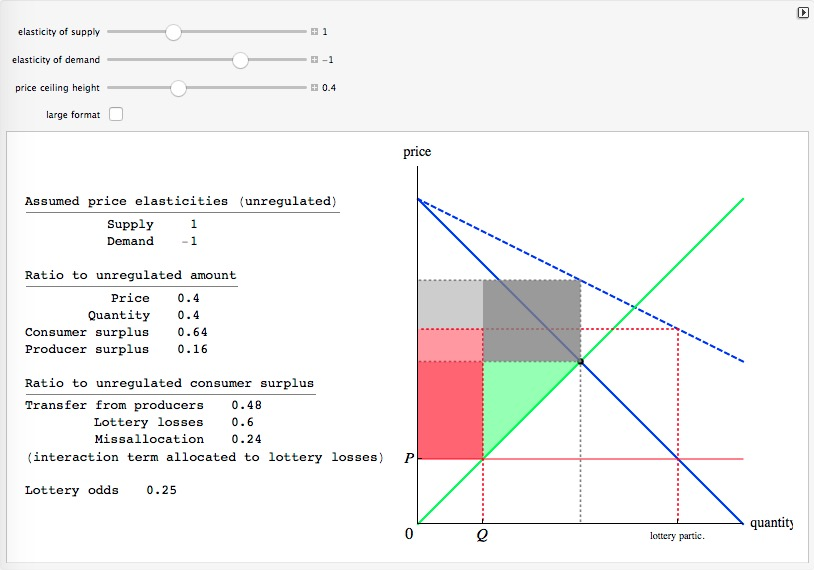 elasticity of supply 1
elasticity of demand −1
price ceiling height 0.4
large format
price
Assumed price elasticities (unregulated)
Supply 1
Demand −1
Ratio to unregulated amount
Price 0.4
Quantity 0.4
Consumer surplus 0.64
Producer surplus 0.16
Ratio to unregulated consumer surplus
Transfer from producers 0.48
Lottery losses 0.6
Missallocation 0.24
(interaction term allocated to lottery losses)
Lottery odds 0.25
P
0
Q
lottery partic.
quantity